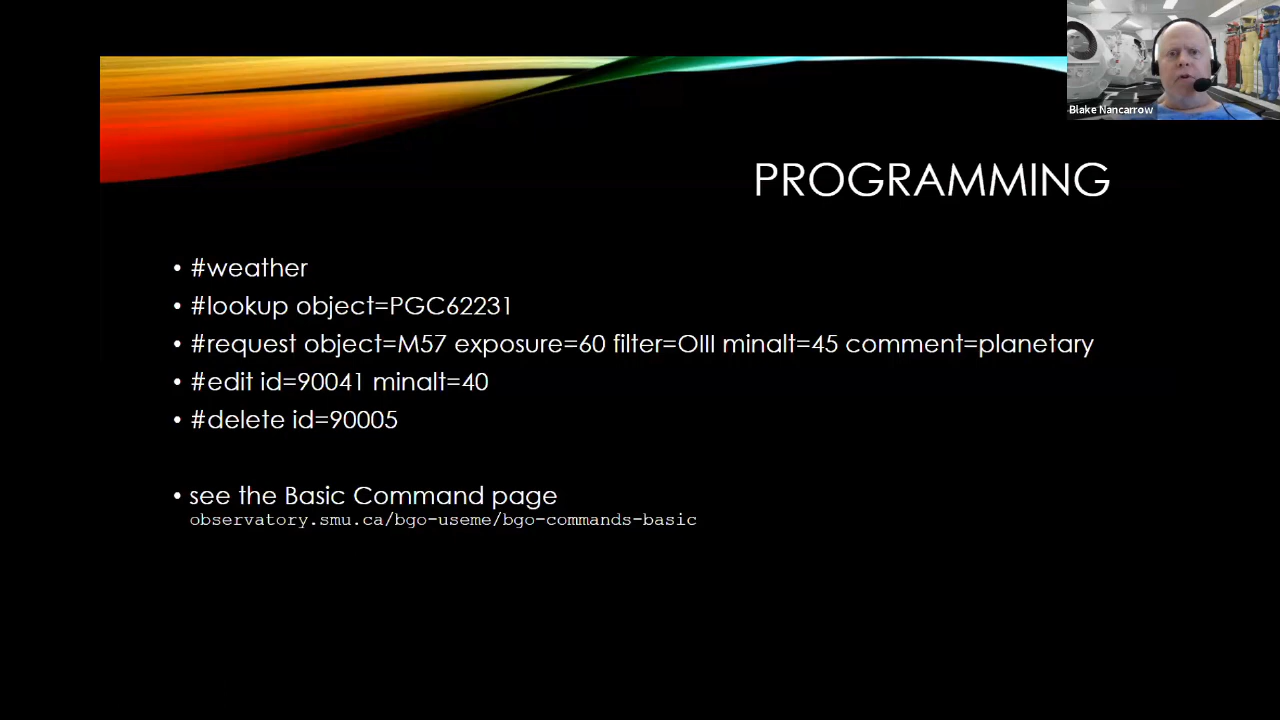 Blake Nancarrow
PROGRAMMING
• #weather
• #lookup object=PGC62231
• #request object=M57 exposure=60 filter=OIII minalt=45 comment=planetary
• #edit id=90041 minalt=40
• #delete id=90005
• see the Basic Command page
observatory.smu.ca/bgo-useme/bgo-commands-basic